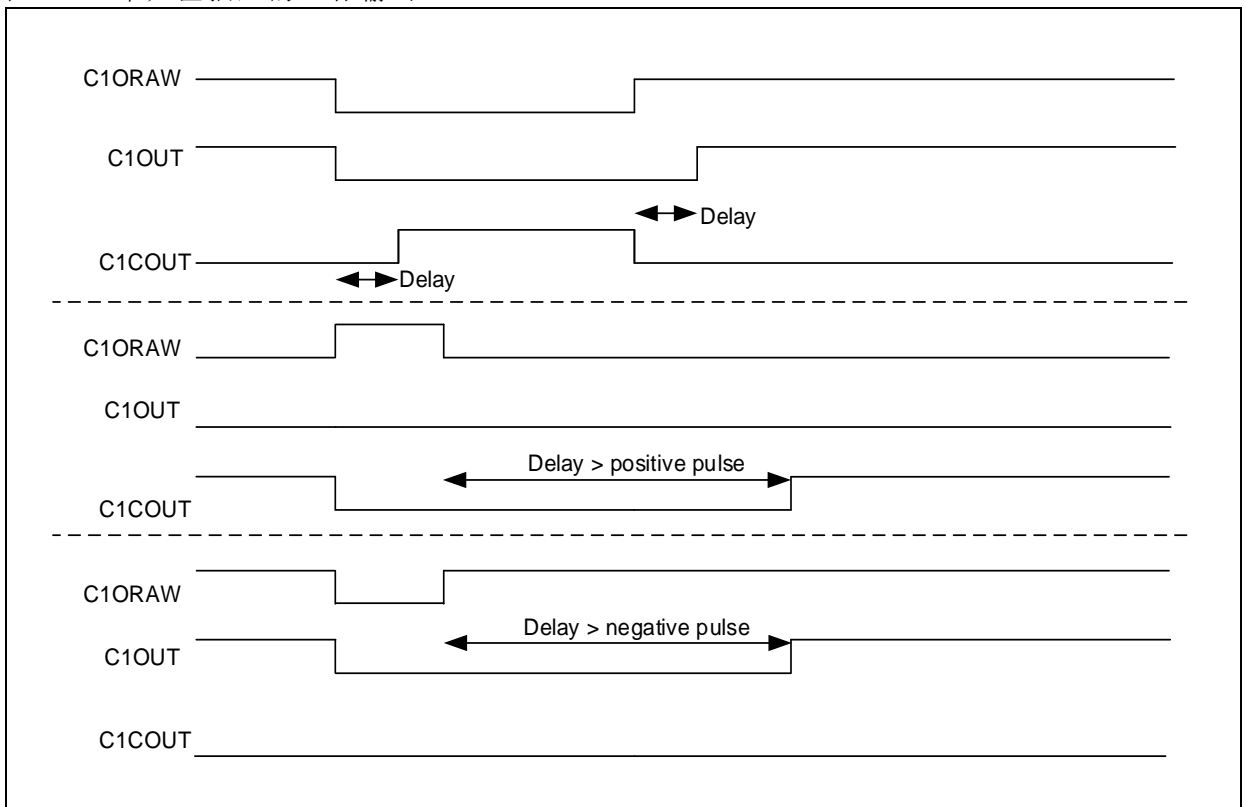 C1ORAW
C1OUT
Delay
C1COUT
Delay
C1ORAW
C1OUT
Delay > positive pulse
C1COUT
C1ORAW
Delay > negative pulse
C1OUT
C1COUT